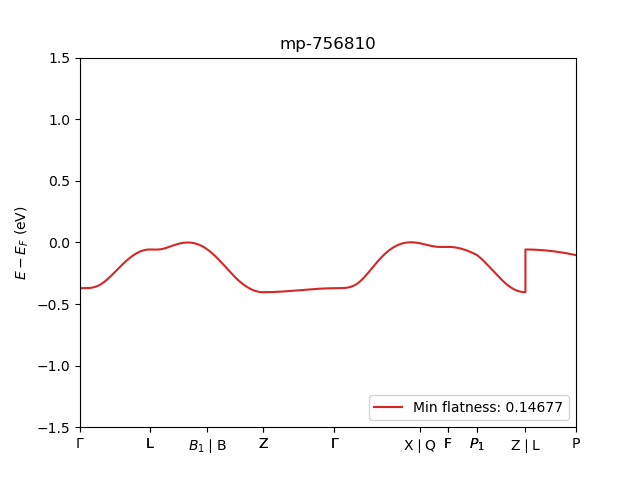 mp-756810
1.5
1.0
0.5
0.0
−0.5
−1.0
−1.5
E − E_F (eV)
Min flatness: 0.14677
Γ L B₁ | B Z Γ X | Q F P₁ Z | L P